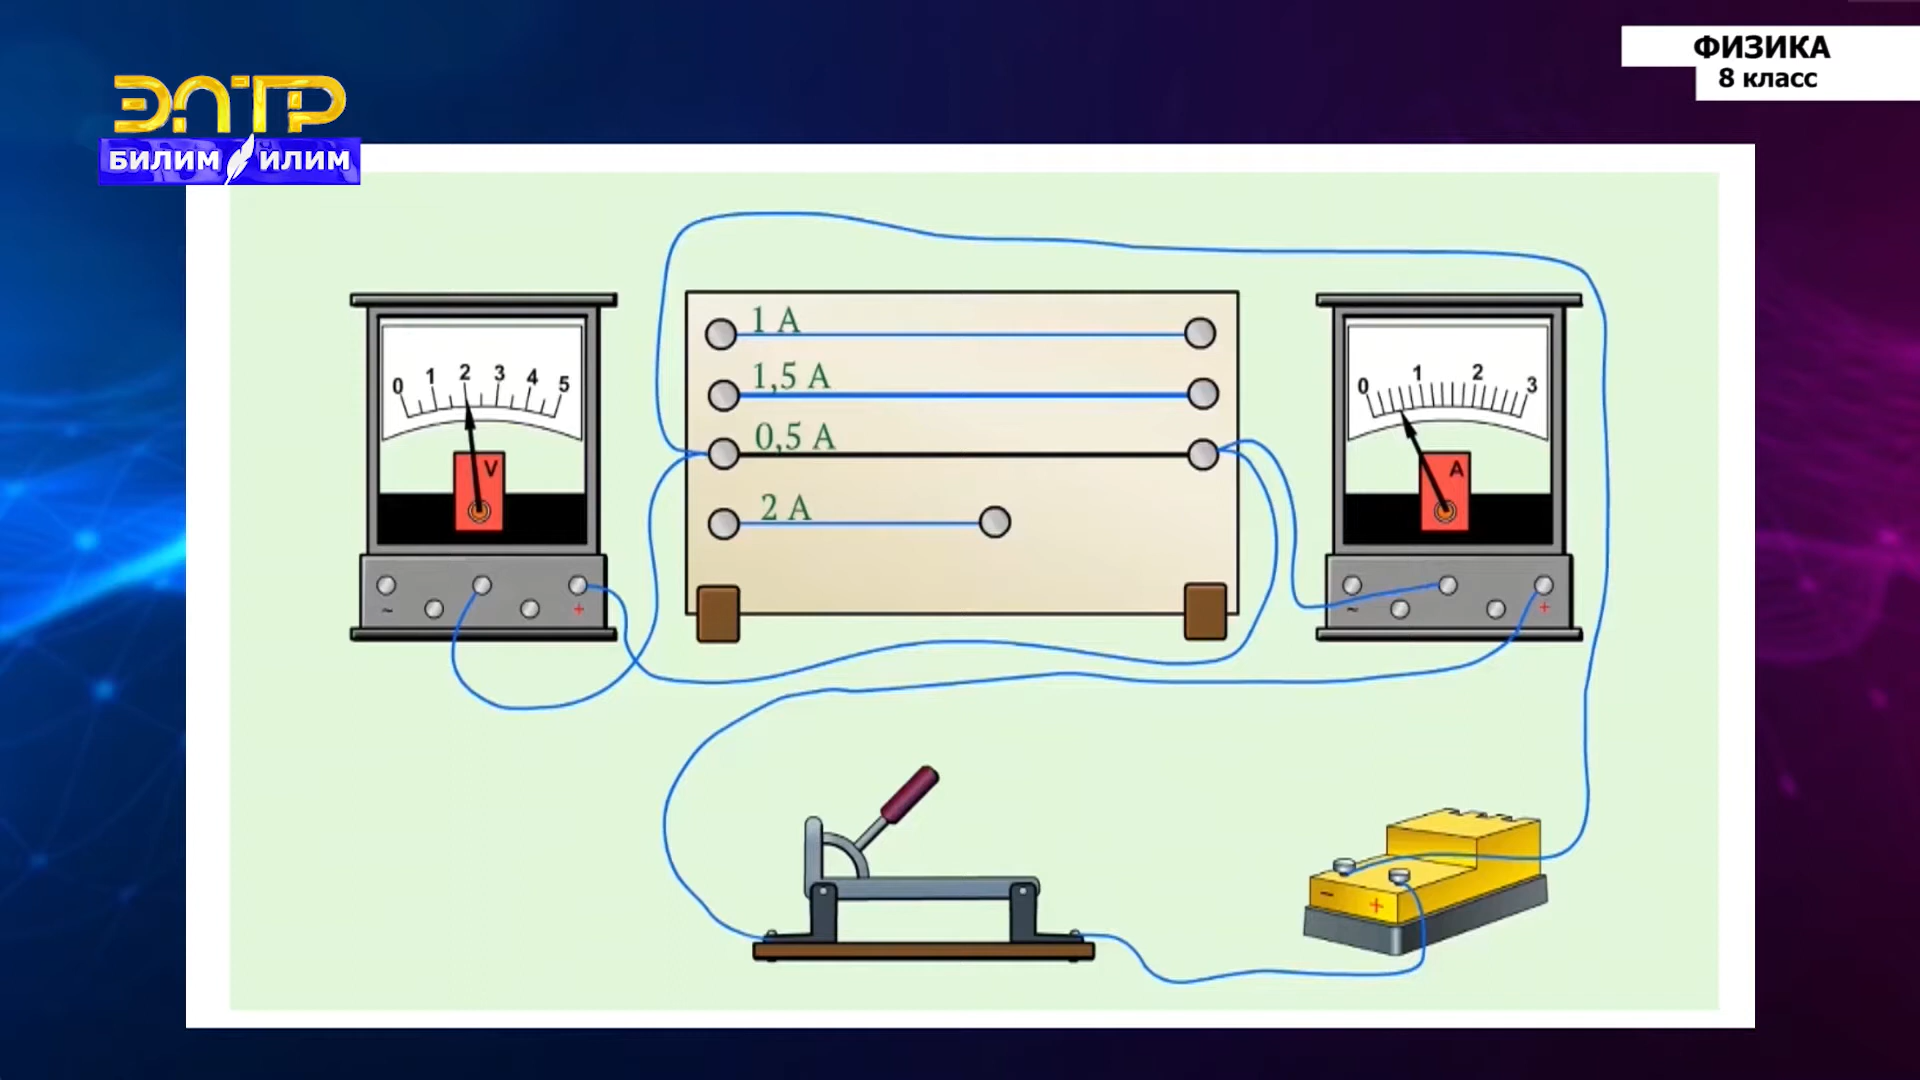 ФИЗИКА
8 класс
ЭЛТР
БИЛИМ ИЛИМ
1 А
1,5 А
0,5 А
2 А
0 1 2 3 4 5
V
~ +
0 1 2 3
A
~ +
− +